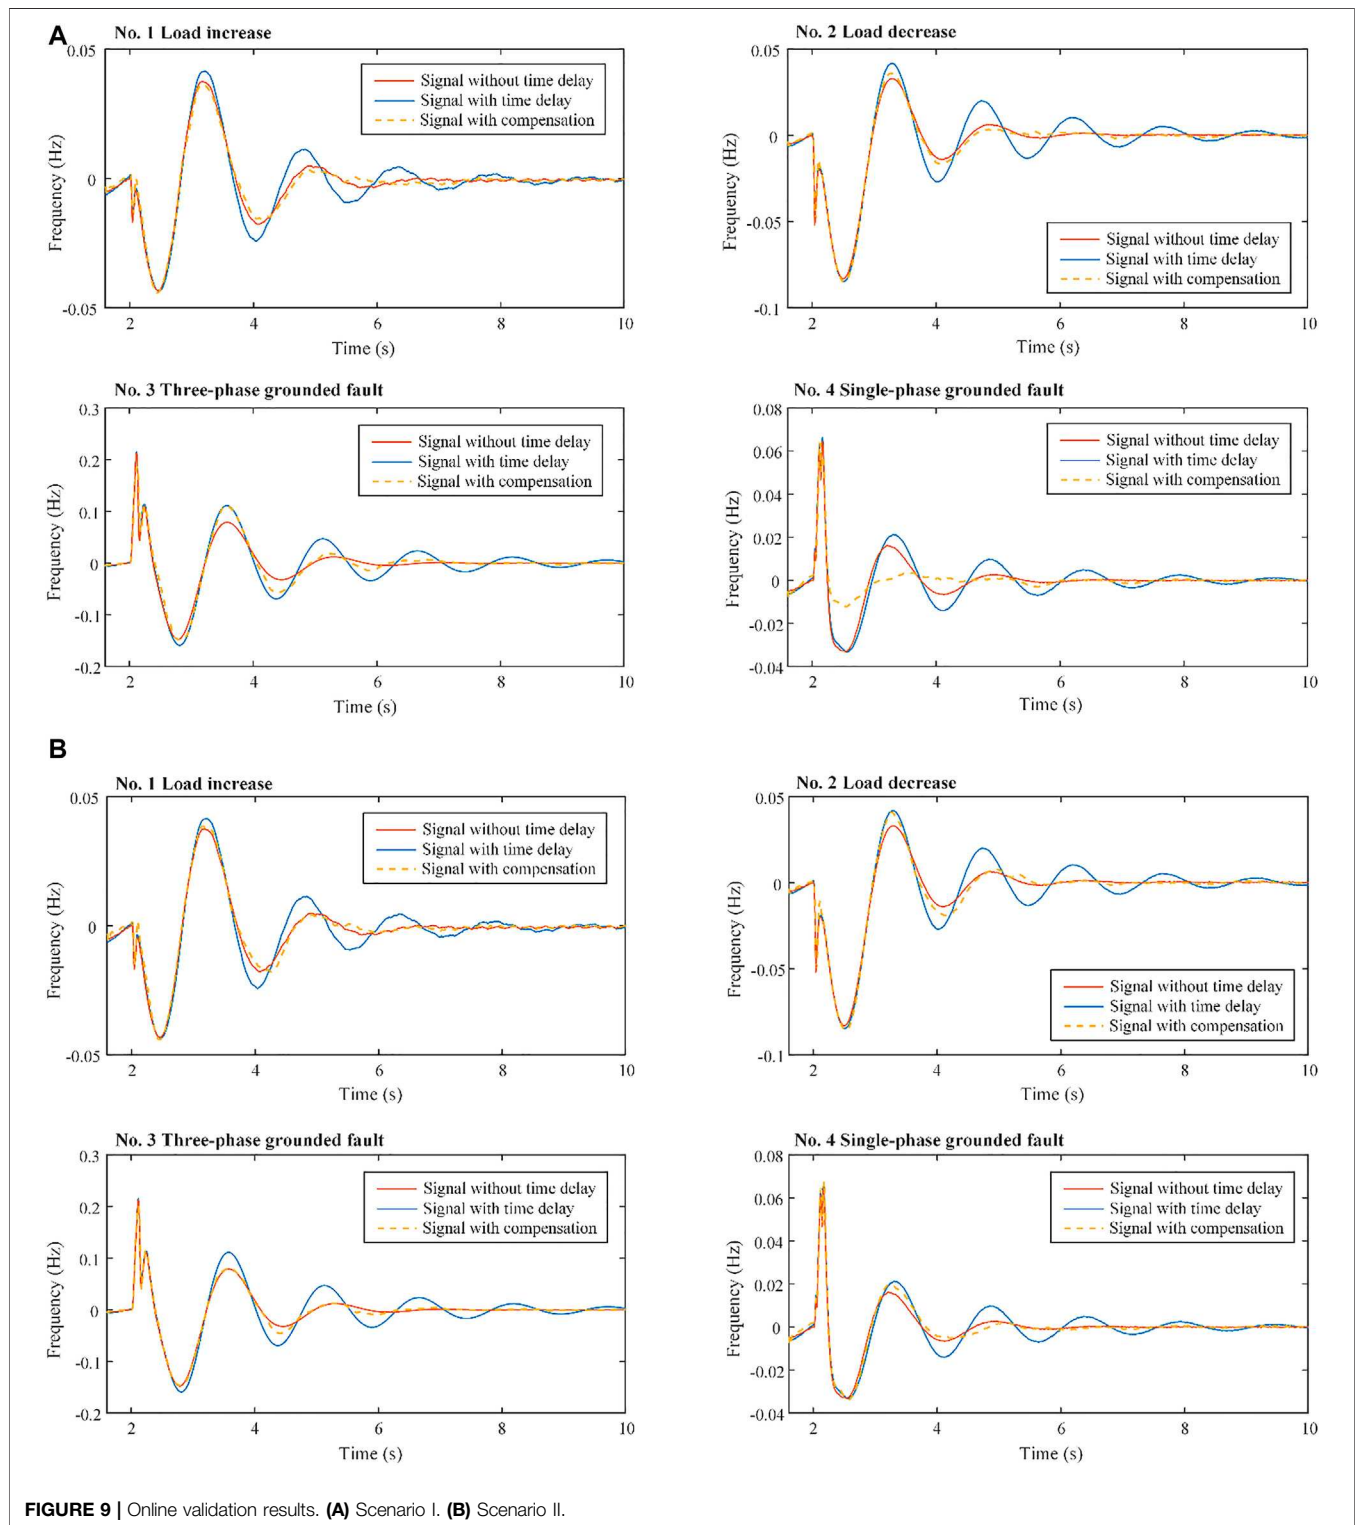 A
No. 1 Load increase
0.05
0
-0.05
Frequency (Hz)
Signal without time delay
Signal with time delay
Signal with compensation
2 4 6 8 10
Time (s)
No. 2 Load decrease
0.05
0
-0.05
-0.1
Frequency (Hz)
Signal without time delay
Signal with time delay
Signal with compensation
2 4 6 8 10
Time (s)
No. 3 Three-phase grounded fault
0.3
0.2
0.1
0
-0.1
-0.2
Frequency (Hz)
Signal without time delay
Signal with time delay
Signal with compensation
2 4 6 8 10
Time (s)
No. 4 Single-phase grounded fault
0.08
0.06
0.04
0.02
0
-0.02
-0.04
Frequency (Hz)
Signal without time delay
Signal with time delay
Signal with compensation
2 4 6 8 10
Time (s)
B
No. 1 Load increase
0.05
0
-0.05
Frequency (Hz)
Signal without time delay
Signal with time delay
Signal with compensation
2 4 6 8 10
Time (s)
No. 2 Load decrease
0.05
0
-0.05
-0.1
Frequency (Hz)
Signal without time delay
Signal with time delay
Signal with compensation
2 4 6 8 10
Time (s)
No. 3 Three-phase grounded fault
0.3
0.2
0.1
0
-0.1
-0.2
Frequency (Hz)
Signal without time delay
Signal with time delay
Signal with compensation
2 4 6 8 10
Time (s)
No. 4 Single-phase grounded fault
0.08
0.06
0.04
0.02
0
-0.02
-0.04
Frequency (Hz)
Signal without time delay
Signal with time delay
Signal with compensation
2 4 6 8 10
Time (s)
FIGURE 9 | Online validation results. (A) Scenario I. (B) Scenario II.